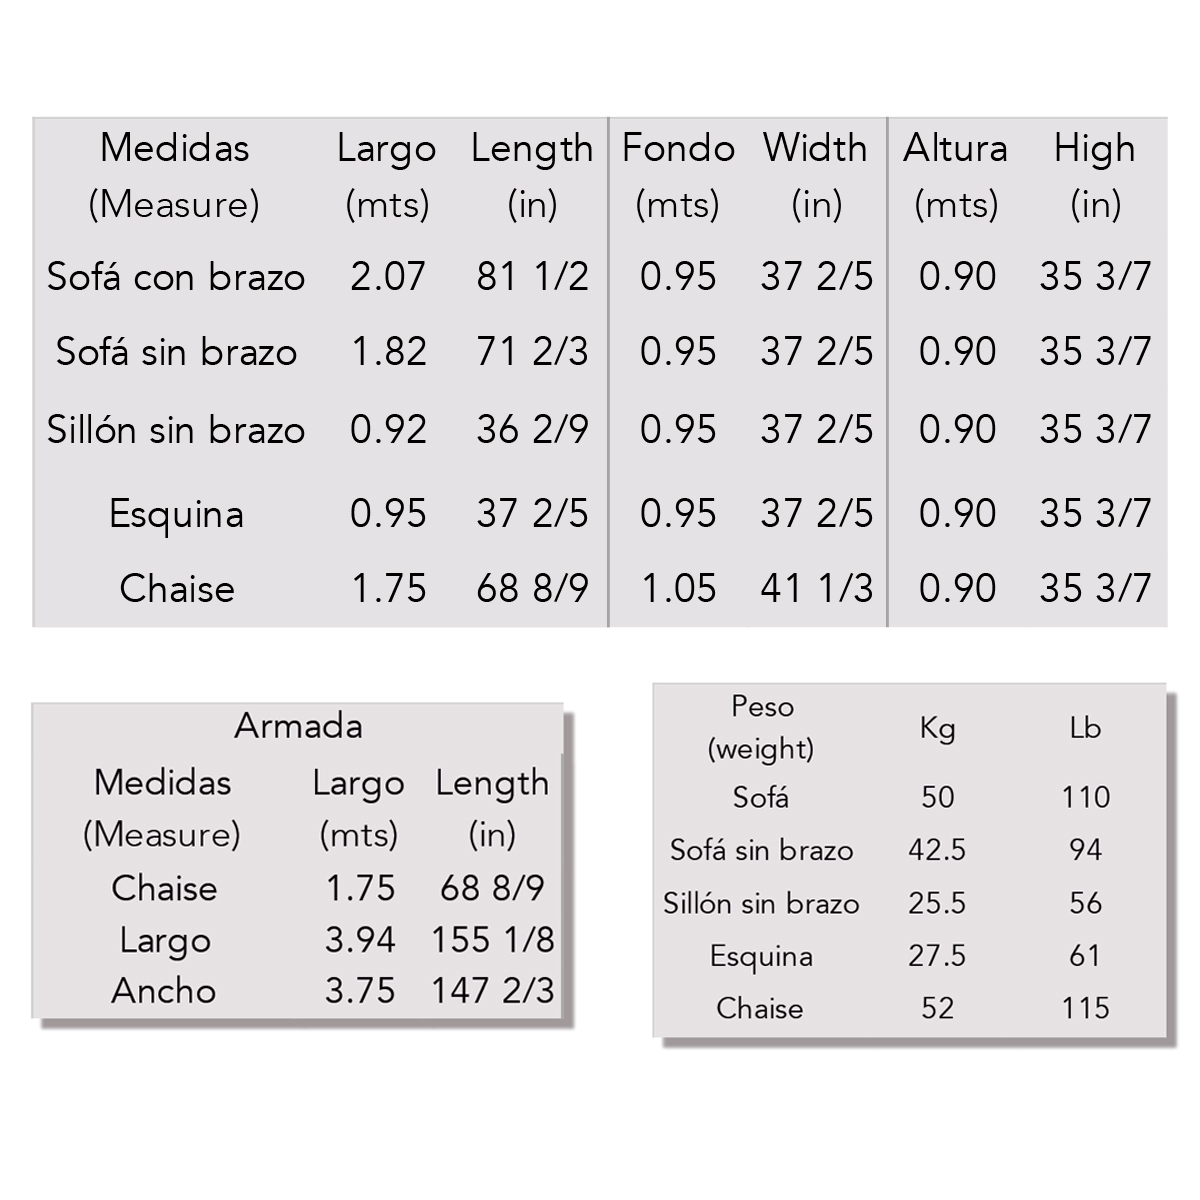 Medidas Largo Length Fondo Width Altura High
(Measure) (mts) (in) (mts) (in) (mts) (in)
Sofá con brazo 2.07 81 1/2 0.95 37 2/5 0.90 35 3/7
Sofá sin brazo 1.82 71 2/3 0.95 37 2/5 0.90 35 3/7
Sillón sin brazo 0.92 36 2/9 0.95 37 2/5 0.90 35 3/7
Esquina 0.95 37 2/5 0.95 37 2/5 0.90 35 3/7
Chaise 1.75 68 8/9 1.05 41 1/3 0.90 35 3/7
Armada
Medidas Largo Length
(Measure) (mts) (in)
Chaise 1.75 68 8/9
Largo 3.94 155 1/8
Ancho 3.75 147 2/3
Peso
(weight) Kg Lb
Sofá 50 110
Sofá sin brazo 42.5 94
Sillón sin brazo 25.5 56
Esquina 27.5 61
Chaise 52 115